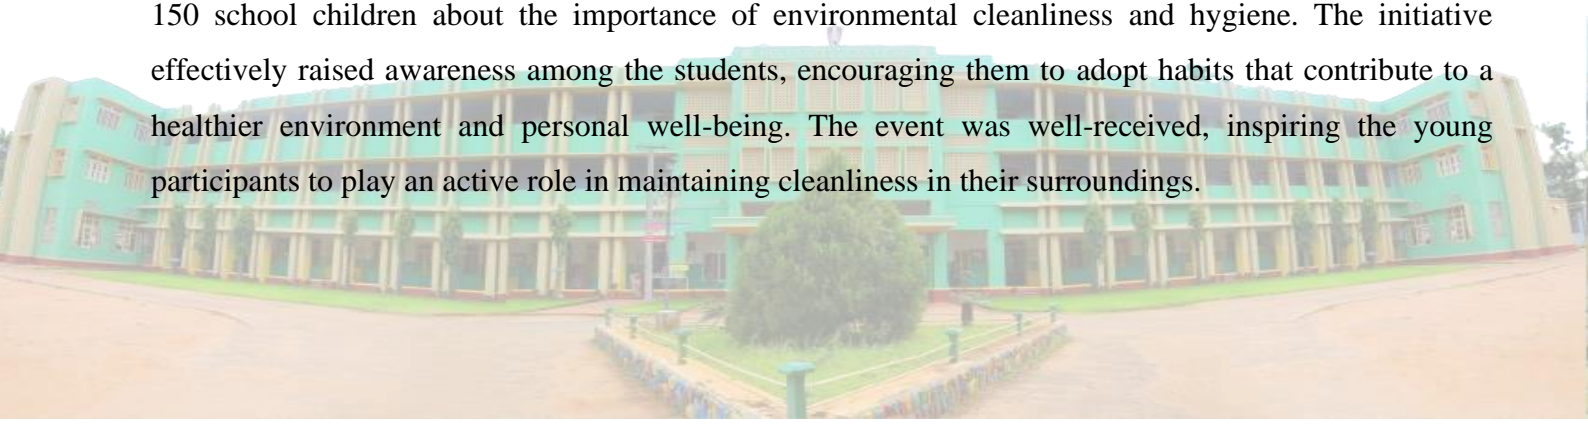 150 school children about the importance of environmental cleanliness and hygiene. The initiative
effectively raised awareness among the students, encouraging them to adopt habits that contribute to a
healthier environment and personal well-being. The event was well-received, inspiring the young
participants to play an active role in maintaining cleanliness in their surroundings.